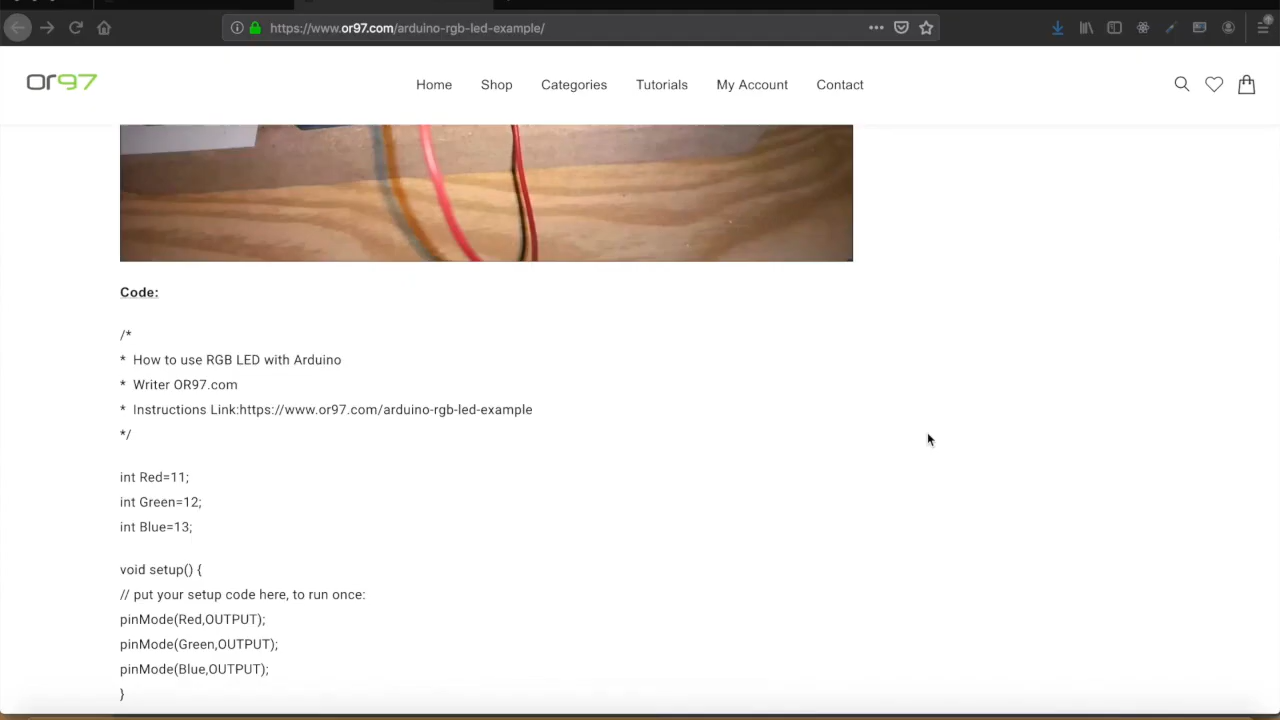 https://www.or97.com/arduino-rgb-led-example/
or97
Home
Shop
Categories
Tutorials
My Account
Contact
Code:
/*
* How to use RGB LED with Arduino
* Writer OR97.com
* Instructions Link:https://www.or97.com/arduino-rgb-led-example
*/
int Red=11;
int Green=12;
int Blue=13;
void setup() {
// put your setup code here, to run once:
pinMode(Red,OUTPUT);
pinMode(Green,OUTPUT);
pinMode(Blue,OUTPUT);
}